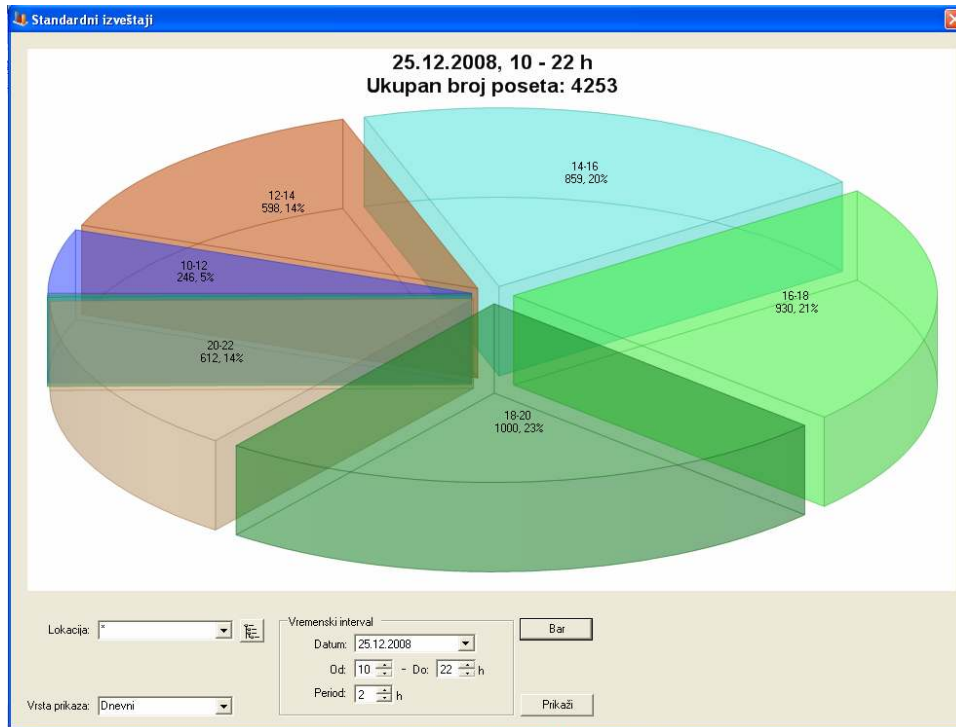 Standardni izveštaji
25.12.2008, 10 - 22 h
Ukupan broj poseta: 4253
14-16
859, 20%
12-14
598, 14%
10-12
246, 5%
16-18
930, 21%
20-22
612, 14%
18-20
1000, 23%
Lokacija: *
Vremenski interval
Datum: 25.12.2008
Od: 10 - Do: 22 h
Period: 2 h
Bar
Vrsta prikaza: Dnevni
Prikaži